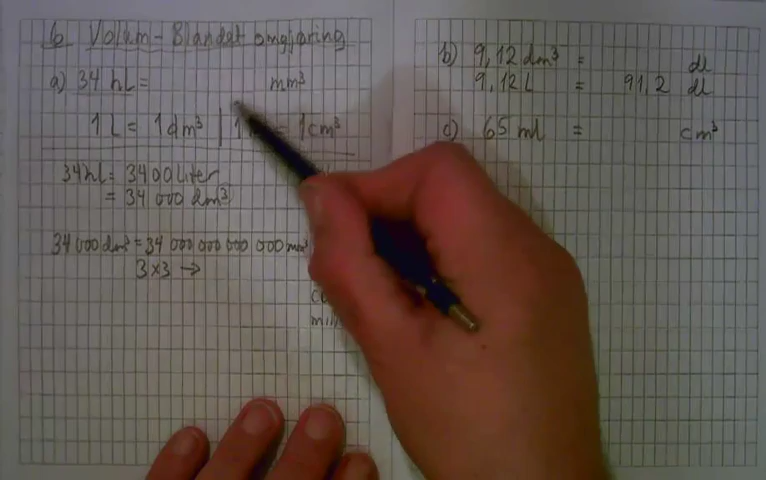 6 Volum - Blandet omgjøring
a) 34 hL = mm³
1 L = 1 dm³ | 1 = 1 cm³
34 hL = 3400 Liter
= 34 000 dm³
34 000 dm³ = 34 000 000 000 000 mm³
3x3 →
b) 9,12 dm³ = dl
9,12 L = 91,2 dl
c) 65 ml = cm³